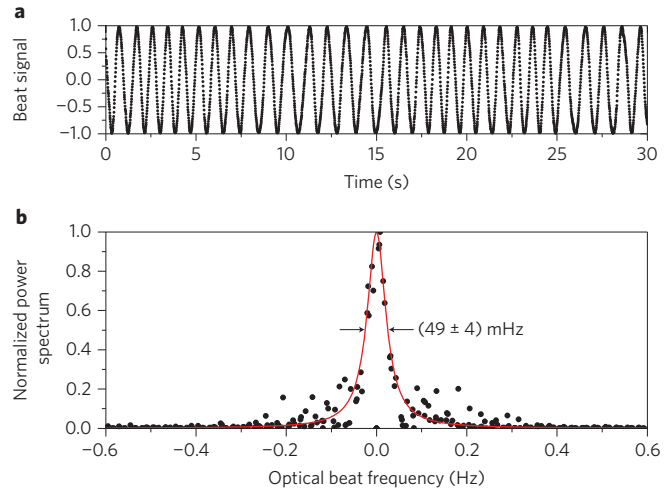 a
1.0
0.5
0.0
−0.5
−1.0
Beat signal
0 5 10 15 20 25 30
Time (s)
b
1.0
0.8
0.6
0.4
0.2
0.0
Normalized power
spectrum
(49 ± 4) mHz
−0.6 −0.4 −0.2 0.0 0.2 0.4 0.6
Optical beat frequency (Hz)